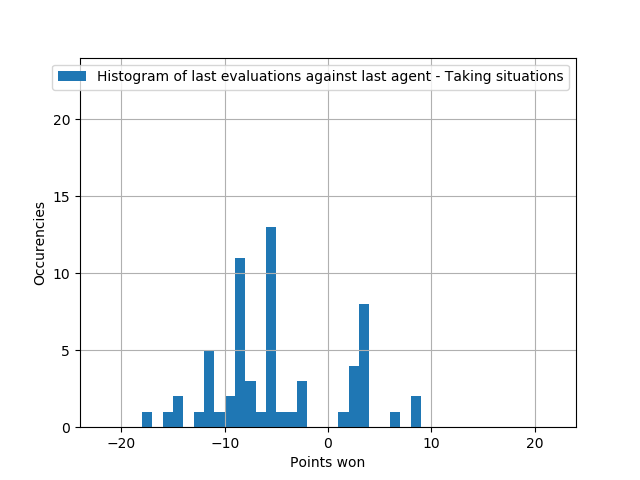 Histogram of last evaluations against last agent - Taking situations
20
15
10
5
0
Occurencies
−20 −10 0 10 20
Points won